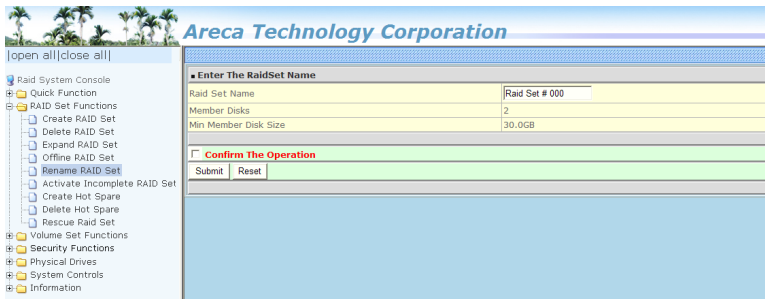 Areca Technology Corporation
|open all|close all|
Raid System Console
Quick Function
RAID Set Functions
Create RAID Set
Delete RAID Set
Expand RAID Set
Offline RAID Set
Rename RAID Set
Activate Incomplete RAID Set
Create Hot Spare
Delete Hot Spare
Rescue Raid Set
Volume Set Functions
Security Functions
Physical Drives
System Controls
Information
Enter The RaidSet Name
Raid Set Name Raid Set # 000
Member Disks 2
Min Member Disk Size 30.0GB
Confirm The Operation
Submit Reset